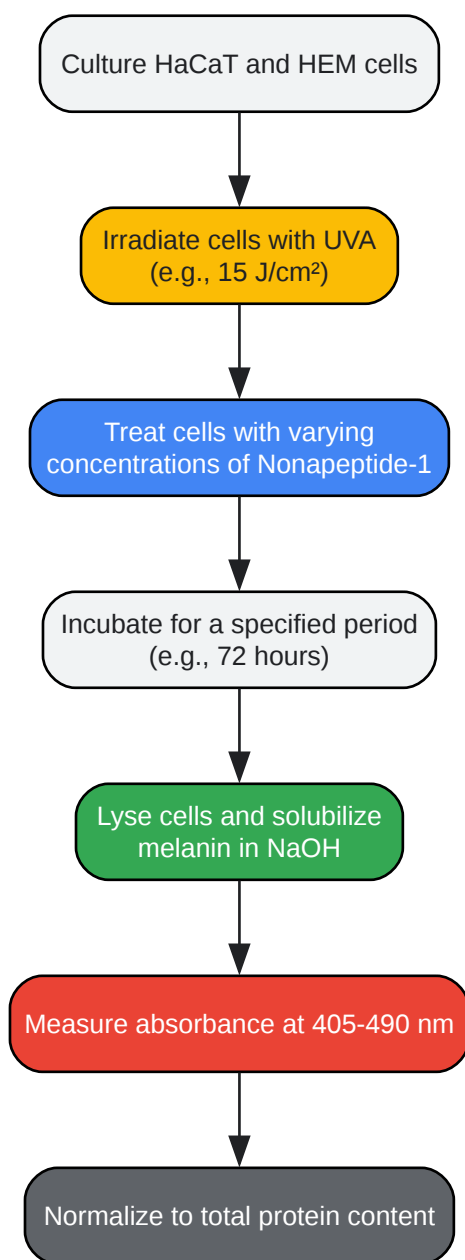 Culture HaCaT and HEM cells
Irradiate cells with UVA
(e.g., 15 J/cm²)
Treat cells with varying
concentrations of Nonapeptide-1
Incubate for a specified period
(e.g., 72 hours)
Lyse cells and solubilize
melanin in NaOH
Measure absorbance at 405-490 nm
Normalize to total protein content